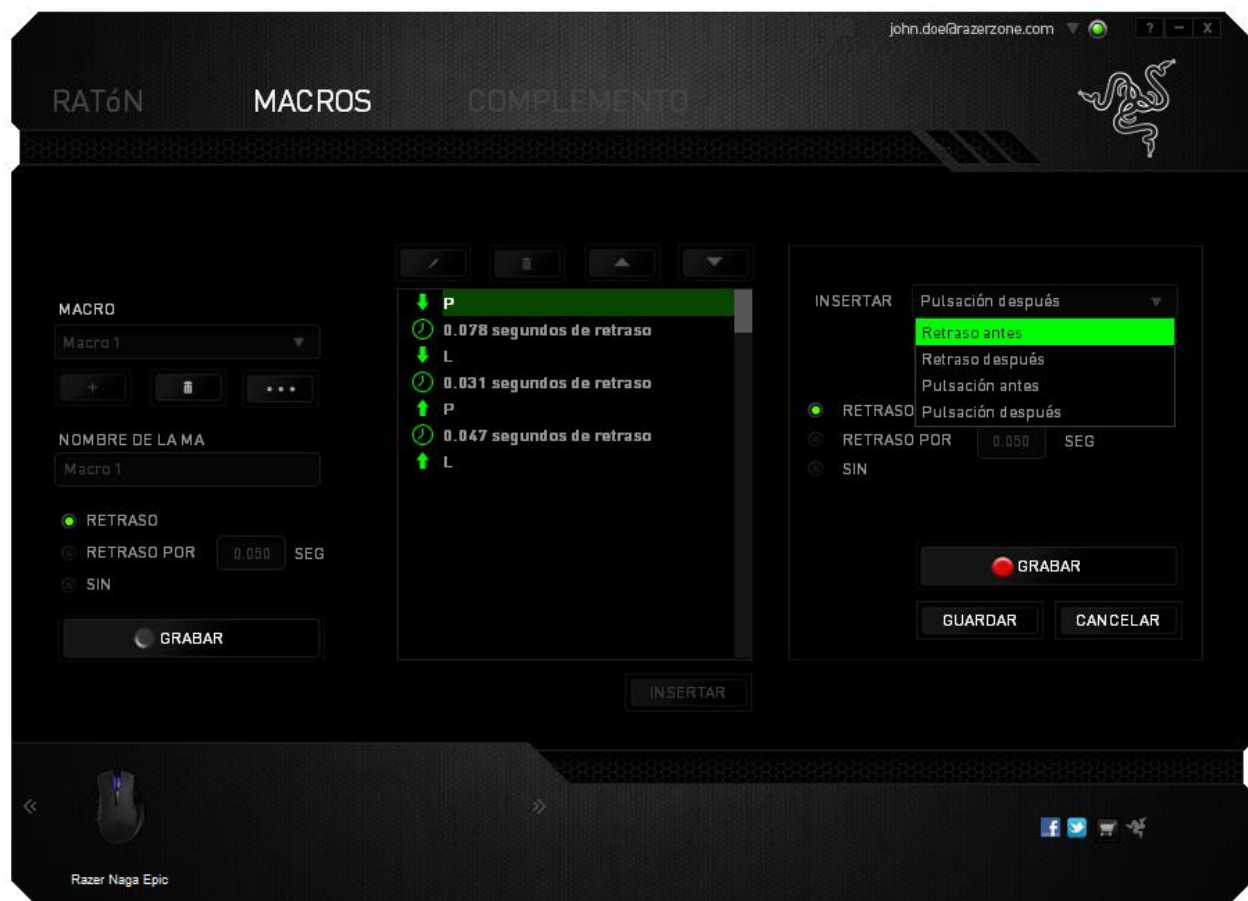 john.doe@razerzone.com
? – X
RATóN MACROS COMPLEMENTO
MACRO
Macro 1
NOMBRE DE LA MA
Macro 1
RETRASO
RETRASO POR 0.050 SEG
SIN
GRABAR
P
0.078 segundos de retraso
L
0.031 segundos de retraso
P
0.047 segundos de retraso
L
INSERTAR
INSERTAR Pulsación después
Retraso antes
Retraso después
Pulsación antes
Pulsación después
RETRASO
RETRASO POR 0.050 SEG
SIN
GRABAR
GUARDAR CANCELAR
Razer Naga Epic